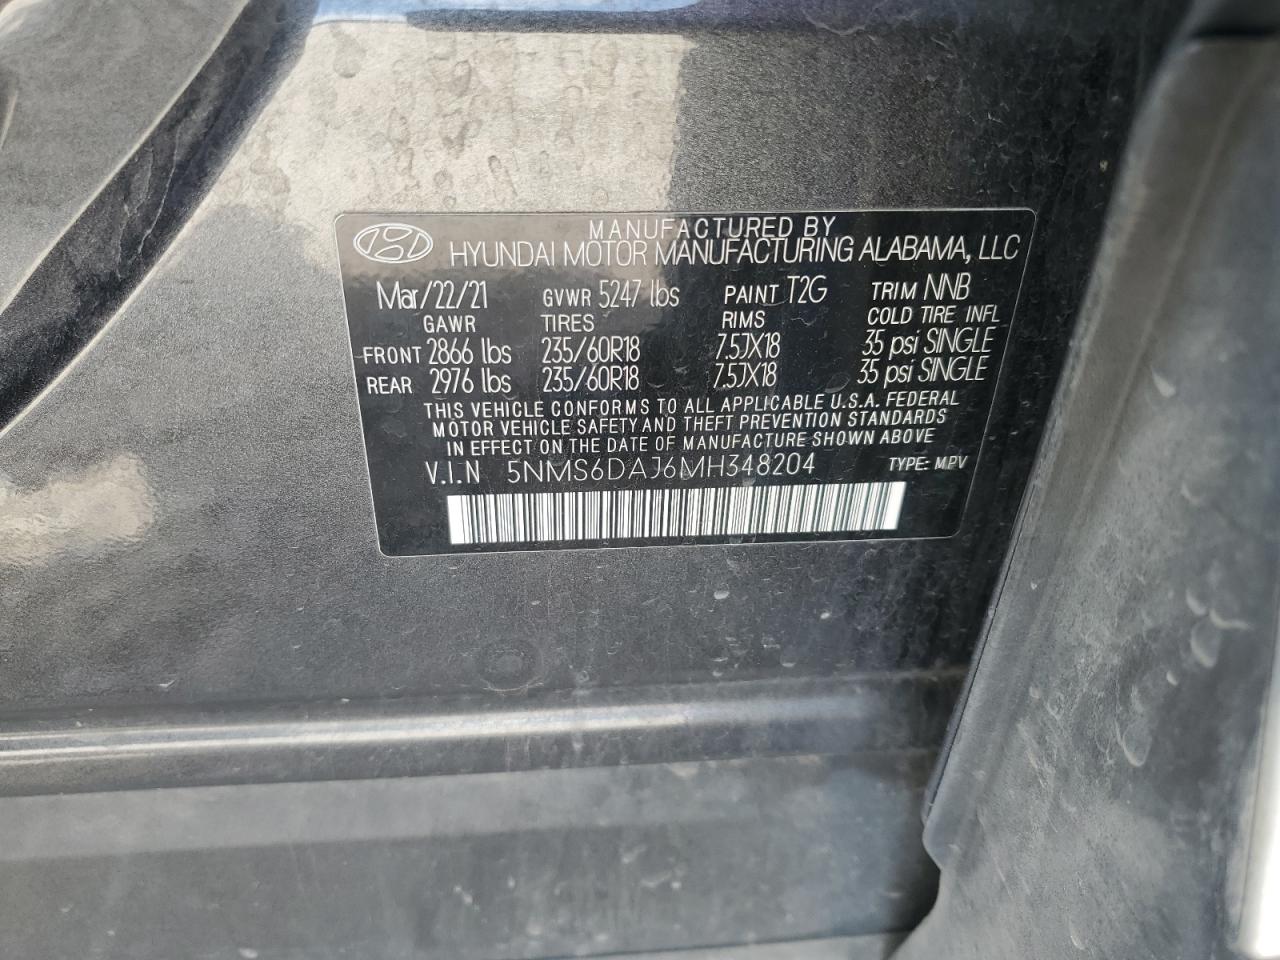 MANUFACTURED BY
HYUNDAI MOTOR MANUFACTURING ALABAMA, LLC
Mar/22/21 GVWR 5247 lbs PAINT T2G TRIM NNB
GAWR TIRES RIMS COLD TIRE INFL
FRONT 2866 lbs 235/60R18 7.5JX18 35 psi SINGLE
REAR 2976 lbs 235/60R18 7.5JX18 35 psi SINGLE
THIS VEHICLE CONFORMS TO ALL APPLICABLE U.S.A. FEDERAL
MOTOR VEHICLE SAFETY AND THEFT PREVENTION STANDARDS
IN EFFECT ON THE DATE OF MANUFACTURE SHOWN ABOVE
V.I.N 5NMS6DAJ6MH348204 TYPE: MPV